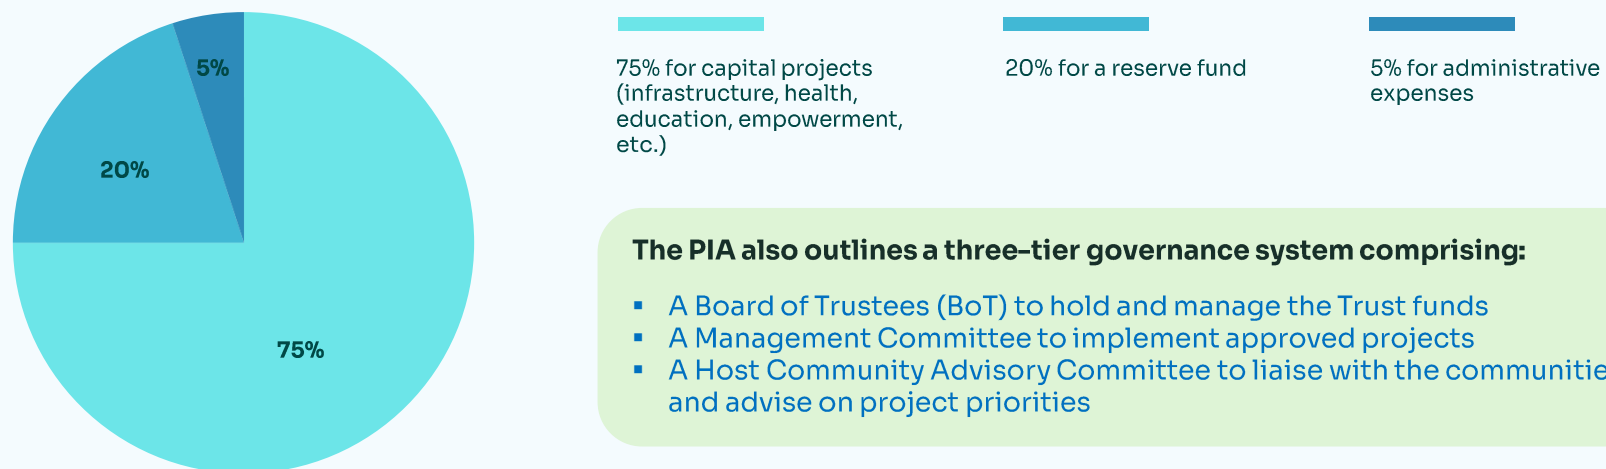 5%
20%
75%
75% for capital projects
(infrastructure, health,
education, empowerment,
etc.)
20% for a reserve fund
5% for administrative
expenses
The PIA also outlines a three-tier governance system comprising:
▪ A Board of Trustees (BoT) to hold and manage the Trust funds
▪ A Management Committee to implement approved projects
▪ A Host Community Advisory Committee to liaise with the communitie
and advise on project priorities